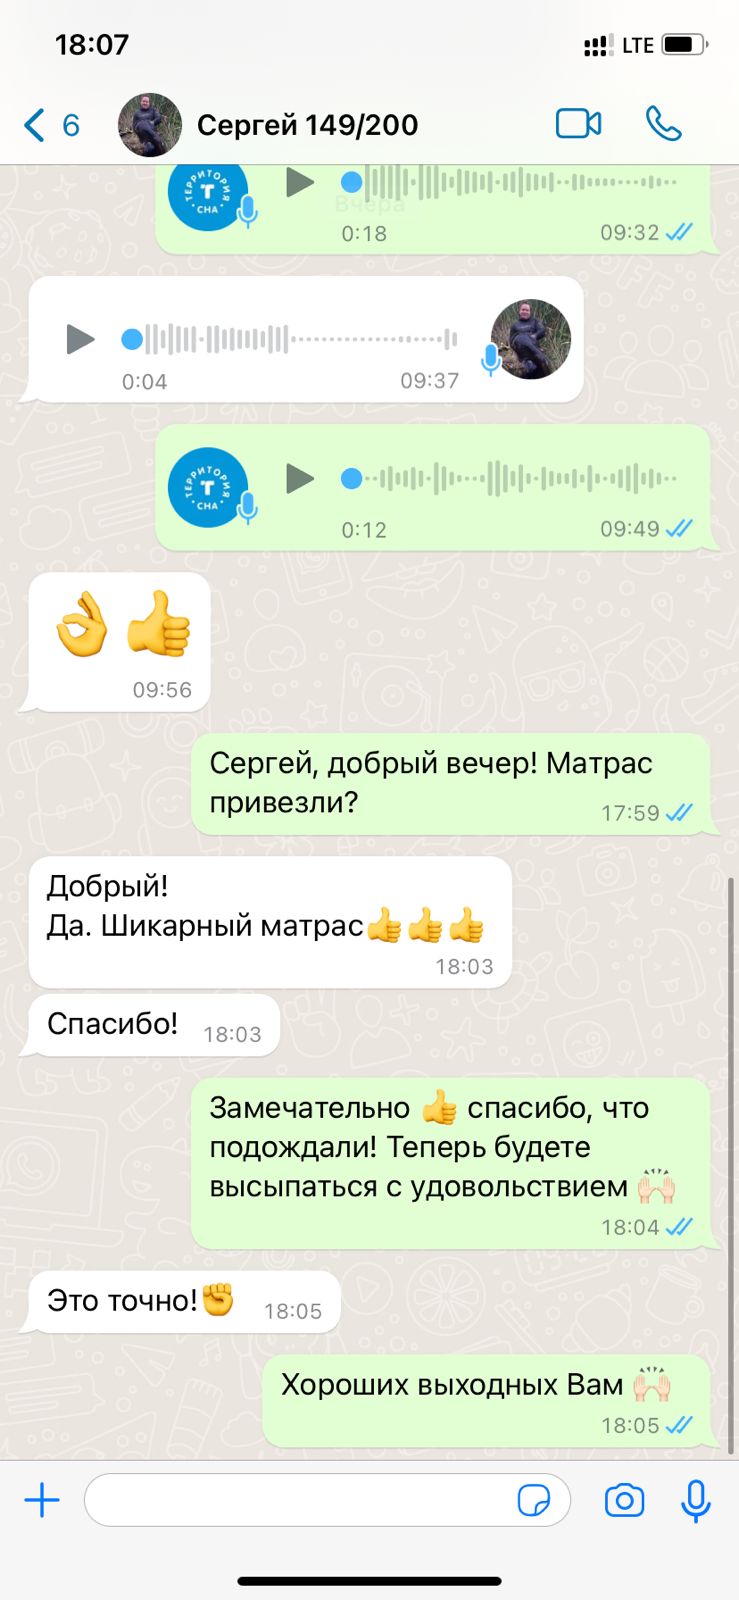 18:07
LTE
6
Сергей 149/200
ТЕРРИТОРИЯ
Т
СНА
Вчера
0:18
09:32
0:04
09:37
ТЕРРИТОРИЯ
Т
СНА
0:12
09:49
09:56
Сергей, добрый вечер! Матрас
привезли?
17:59
Добрый!
Да. Шикарный матрас👍👍👍
18:03
Спасибо!
18:03
Замечательно 👍 спасибо, что
подождали! Теперь будете
высыпаться с удовольствием 🙌🏻
18:04
Это точно!✊
18:05
Хороших выходных Вам 🙌🏻
18:05